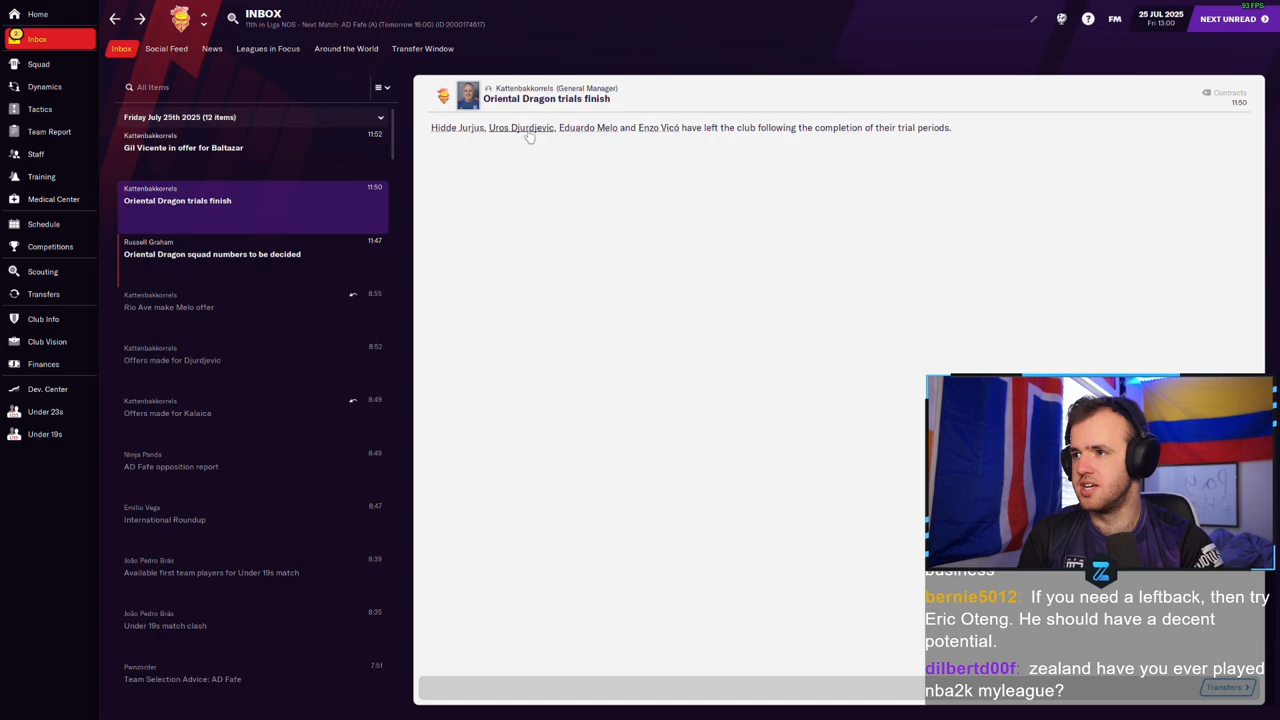 93 FPS
INBOX
11th in Liga NOS - Next Match: AD Fafe (A) (Tomorrow 16:00) (ID:2000174617)
FM
25 JUL 2025
Fri 13:00
NEXT UNREAD
Home
2
Inbox
Squad
Dynamics
Tactics
Team Report
Staff
Training
Medical Center
Schedule
Competitions
Scouting
Transfers
Club Info
Club Vision
Finances
Dev. Center
Under 23s
Under 19s
Inbox
Social Feed
News
Leagues in Focus
Around the World
Transfer Window
All Items
Friday July 25th 2025 (12 items)
Kattenbakkorrels 11:52
Gil Vicente in offer for Baltazar
Kattenbakkorrels 11:50
Oriental Dragon trials finish
Russell Graham 11:47
Oriental Dragon squad numbers to be decided
Kattenbakkorrels 8:55
Rio Ave make Melo offer
Kattenbakkorrels 8:52
Offers made for Djurdjevic
Kattenbakkorrels 8:49
Offers made for Kalaica
Ninja Panda 8:49
AD Fafe opposition report
Emilio Vega 8:47
International Roundup
João Pedro Brás 8:39
Available first team players for Under 19s match
João Pedro Brás 8:35
Under 19s match clash
Pwnzorder 7:51
Team Selection Advice: AD Fafe
Kattenbakkorrels (General Manager)
Oriental Dragon trials finish
Contracts
11:50
Hidde Jurjus, Uros Djurdjevic, Eduardo Melo and Enzo Vicó have left the club following the completion of their trial periods.
business
bernie5012: If you need a leftback, then try
Eric Oteng. He should have a decent
potential.
dilbertd00f: zealand have you ever played
nba2k myleague?
Transfers